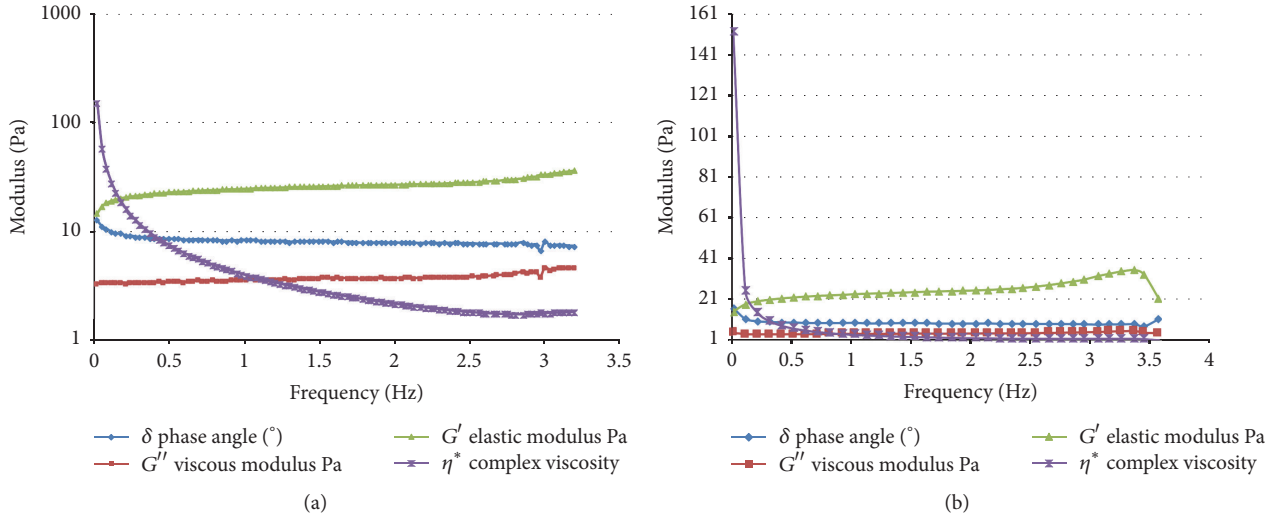 1000
100
10
1
Modulus (Pa)
0 0.5 1 1.5 2 2.5 3 3.5
Frequency (Hz)
δ phase angle (°)
G′ elastic modulus Pa
G″ viscous modulus Pa
η* complex viscosity
(a)
161
141
121
101
81
61
41
21
1
Modulus (Pa)
0 0.5 1 1.5 2 2.5 3 3.5 4
Frequency (Hz)
δ phase angle (°)
G′ elastic modulus Pa
G″ viscous modulus Pa
η* complex viscosity
(b)